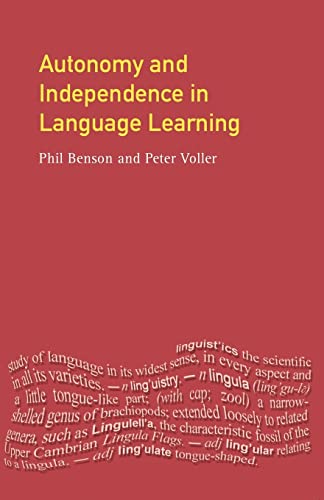 Autonomy and
Independence in
Language Learning
Phil Benson and Peter Voller
linguist'ics the scientific
study of language in its widest sense, in every aspect and
in all its varieties. — n ling'uistry. — n lingula (ling'gu-lə)
a little tongue-like part; (with cap; zool) a narrow-
shelled genus of brachiopods; extended loosely to related
genera, such as Lingulell'a, the characteristic fossil of the
Upper Cambrian Lingula Flags. — adj ling'ular relating
to a lingula. — adj ling'ulate tongue-shaped.